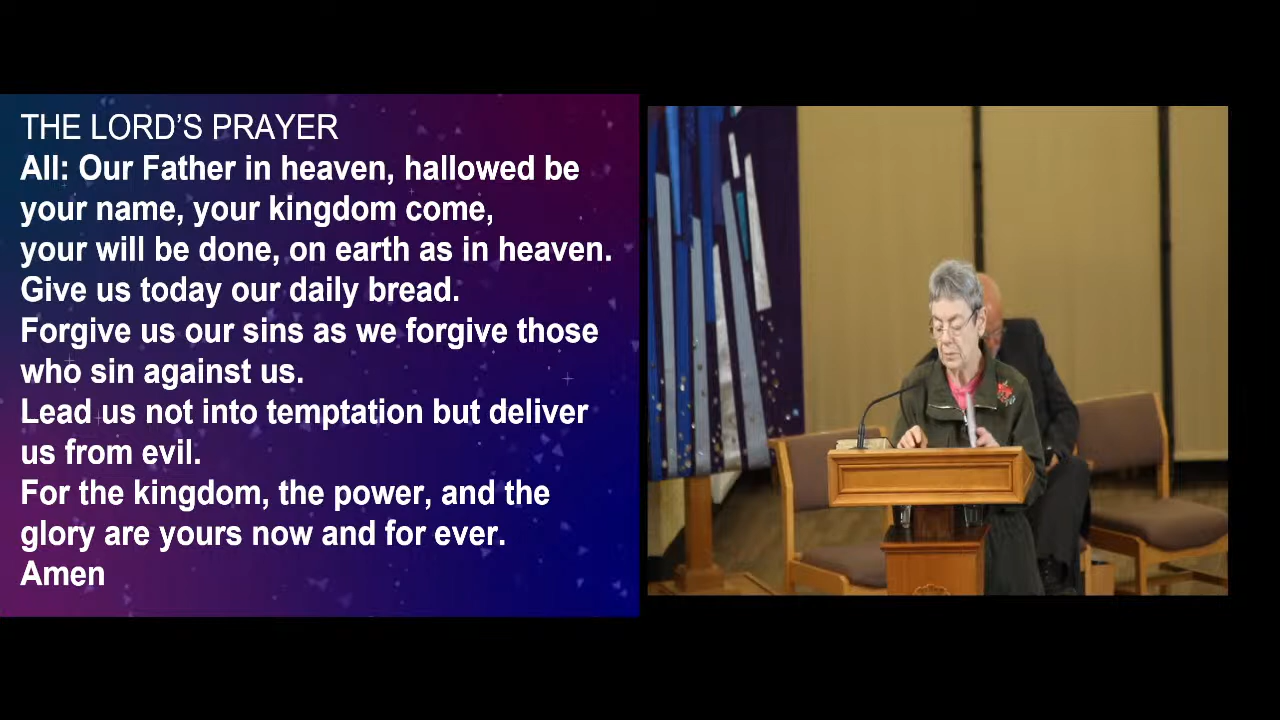 THE LORD’S PRAYER
All: Our Father in heaven, hallowed be
your name, your kingdom come,
your will be done, on earth as in heaven.
Give us today our daily bread.
Forgive us our sins as we forgive those
who sin against us.
Lead us not into temptation but deliver
us from evil.
For the kingdom, the power, and the
glory are yours now and for ever.
Amen